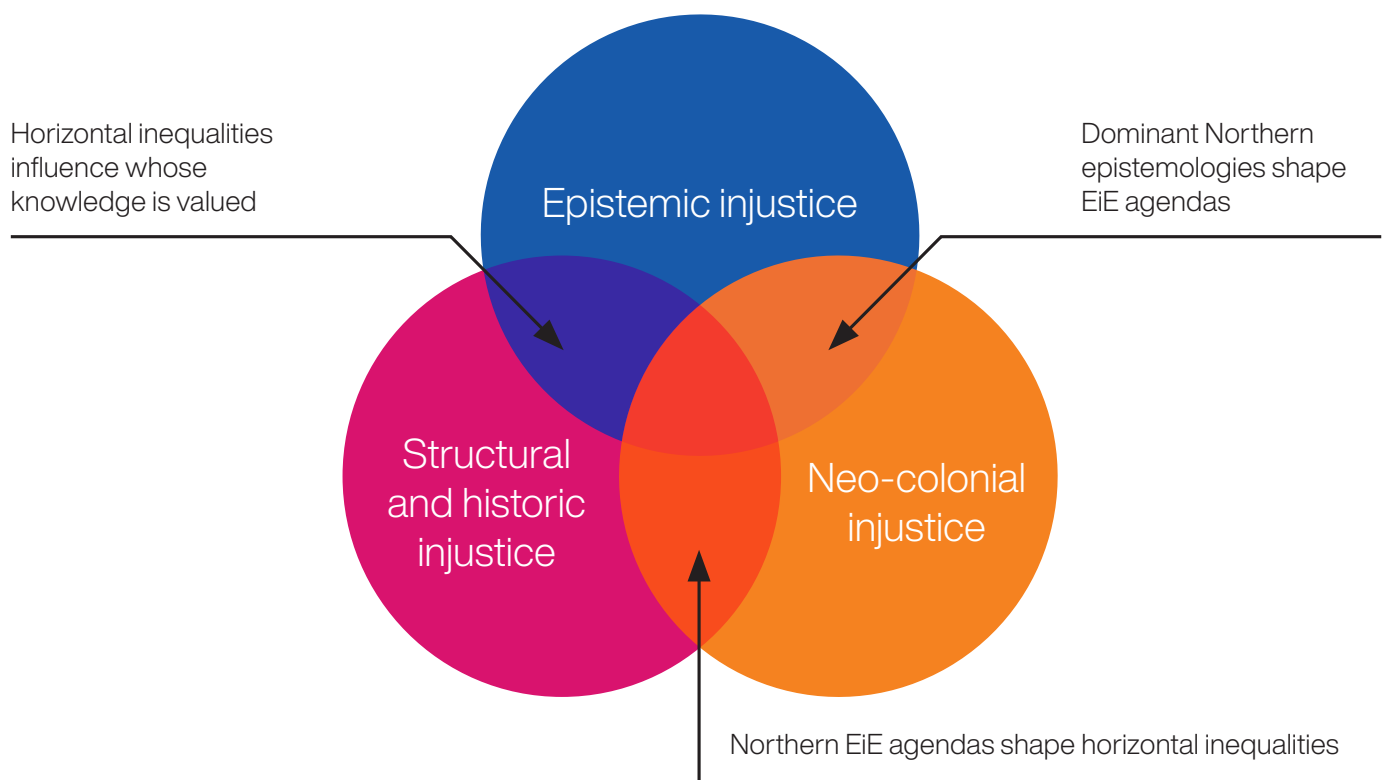 Horizontal inequalities
influence whose
knowledge is valued
Dominant Northern
epistemologies shape
EiE agendas
Epistemic injustice
Structural
and historic
injustice
Neo-colonial
injustice
Northern EiE agendas shape horizontal inequalities